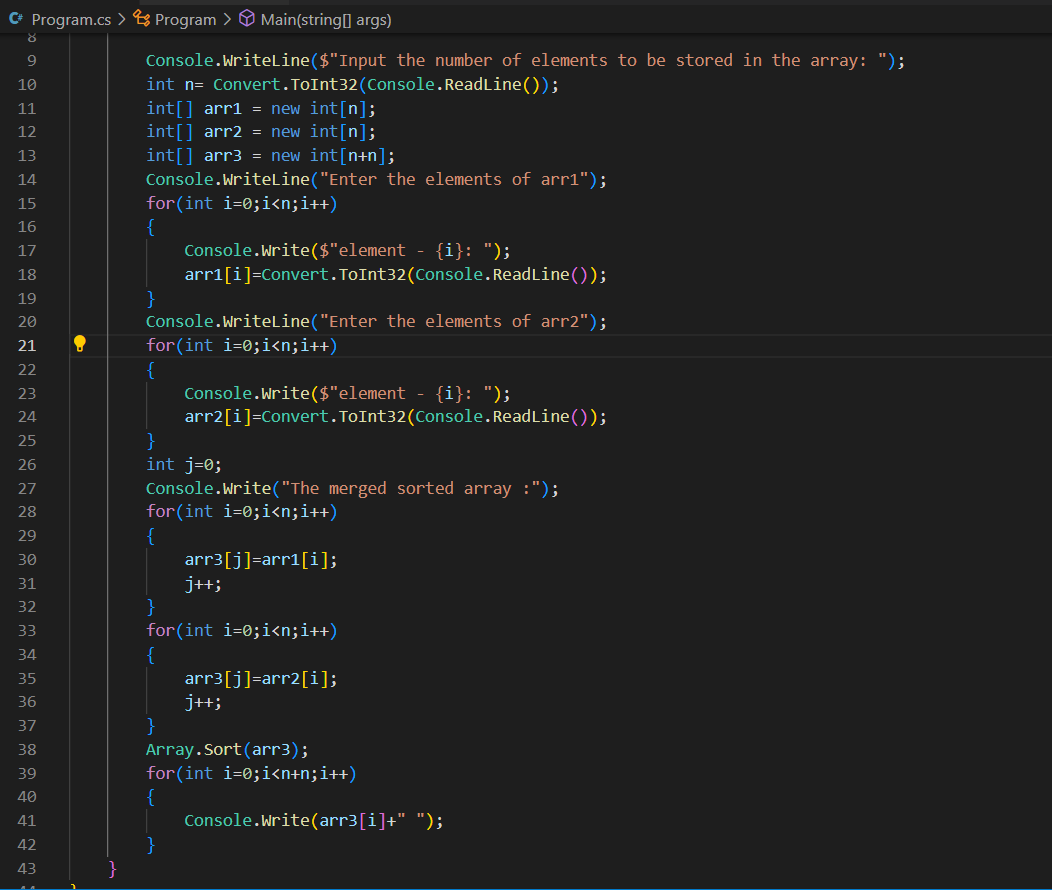 C# Program.cs > Program > Main(string[] args)
8
9 Console.WriteLine($"Input the number of elements to be stored in the array: ");
10 int n= Convert.ToInt32(Console.ReadLine());
11 int[] arr1 = new int[n];
12 int[] arr2 = new int[n];
13 int[] arr3 = new int[n+n];
14 Console.WriteLine("Enter the elements of arr1");
15 for(int i=0;i<n;i++)
16 {
17 Console.Write($"element - {i}: ");
18 arr1[i]=Convert.ToInt32(Console.ReadLine());
19 }
20 Console.WriteLine("Enter the elements of arr2");
21 for(int i=0;i<n;i++)
22 {
23 Console.Write($"element - {i}: ");
24 arr2[i]=Convert.ToInt32(Console.ReadLine());
25 }
26 int j=0;
27 Console.Write("The merged sorted array :");
28 for(int i=0;i<n;i++)
29 {
30 arr3[j]=arr1[i];
31 j++;
32 }
33 for(int i=0;i<n;i++)
34 {
35 arr3[j]=arr2[i];
36 j++;
37 }
38 Array.Sort(arr3);
39 for(int i=0;i<n+n;i++)
40 {
41 Console.Write(arr3[i]+" ");
42 }
43 }
44 }